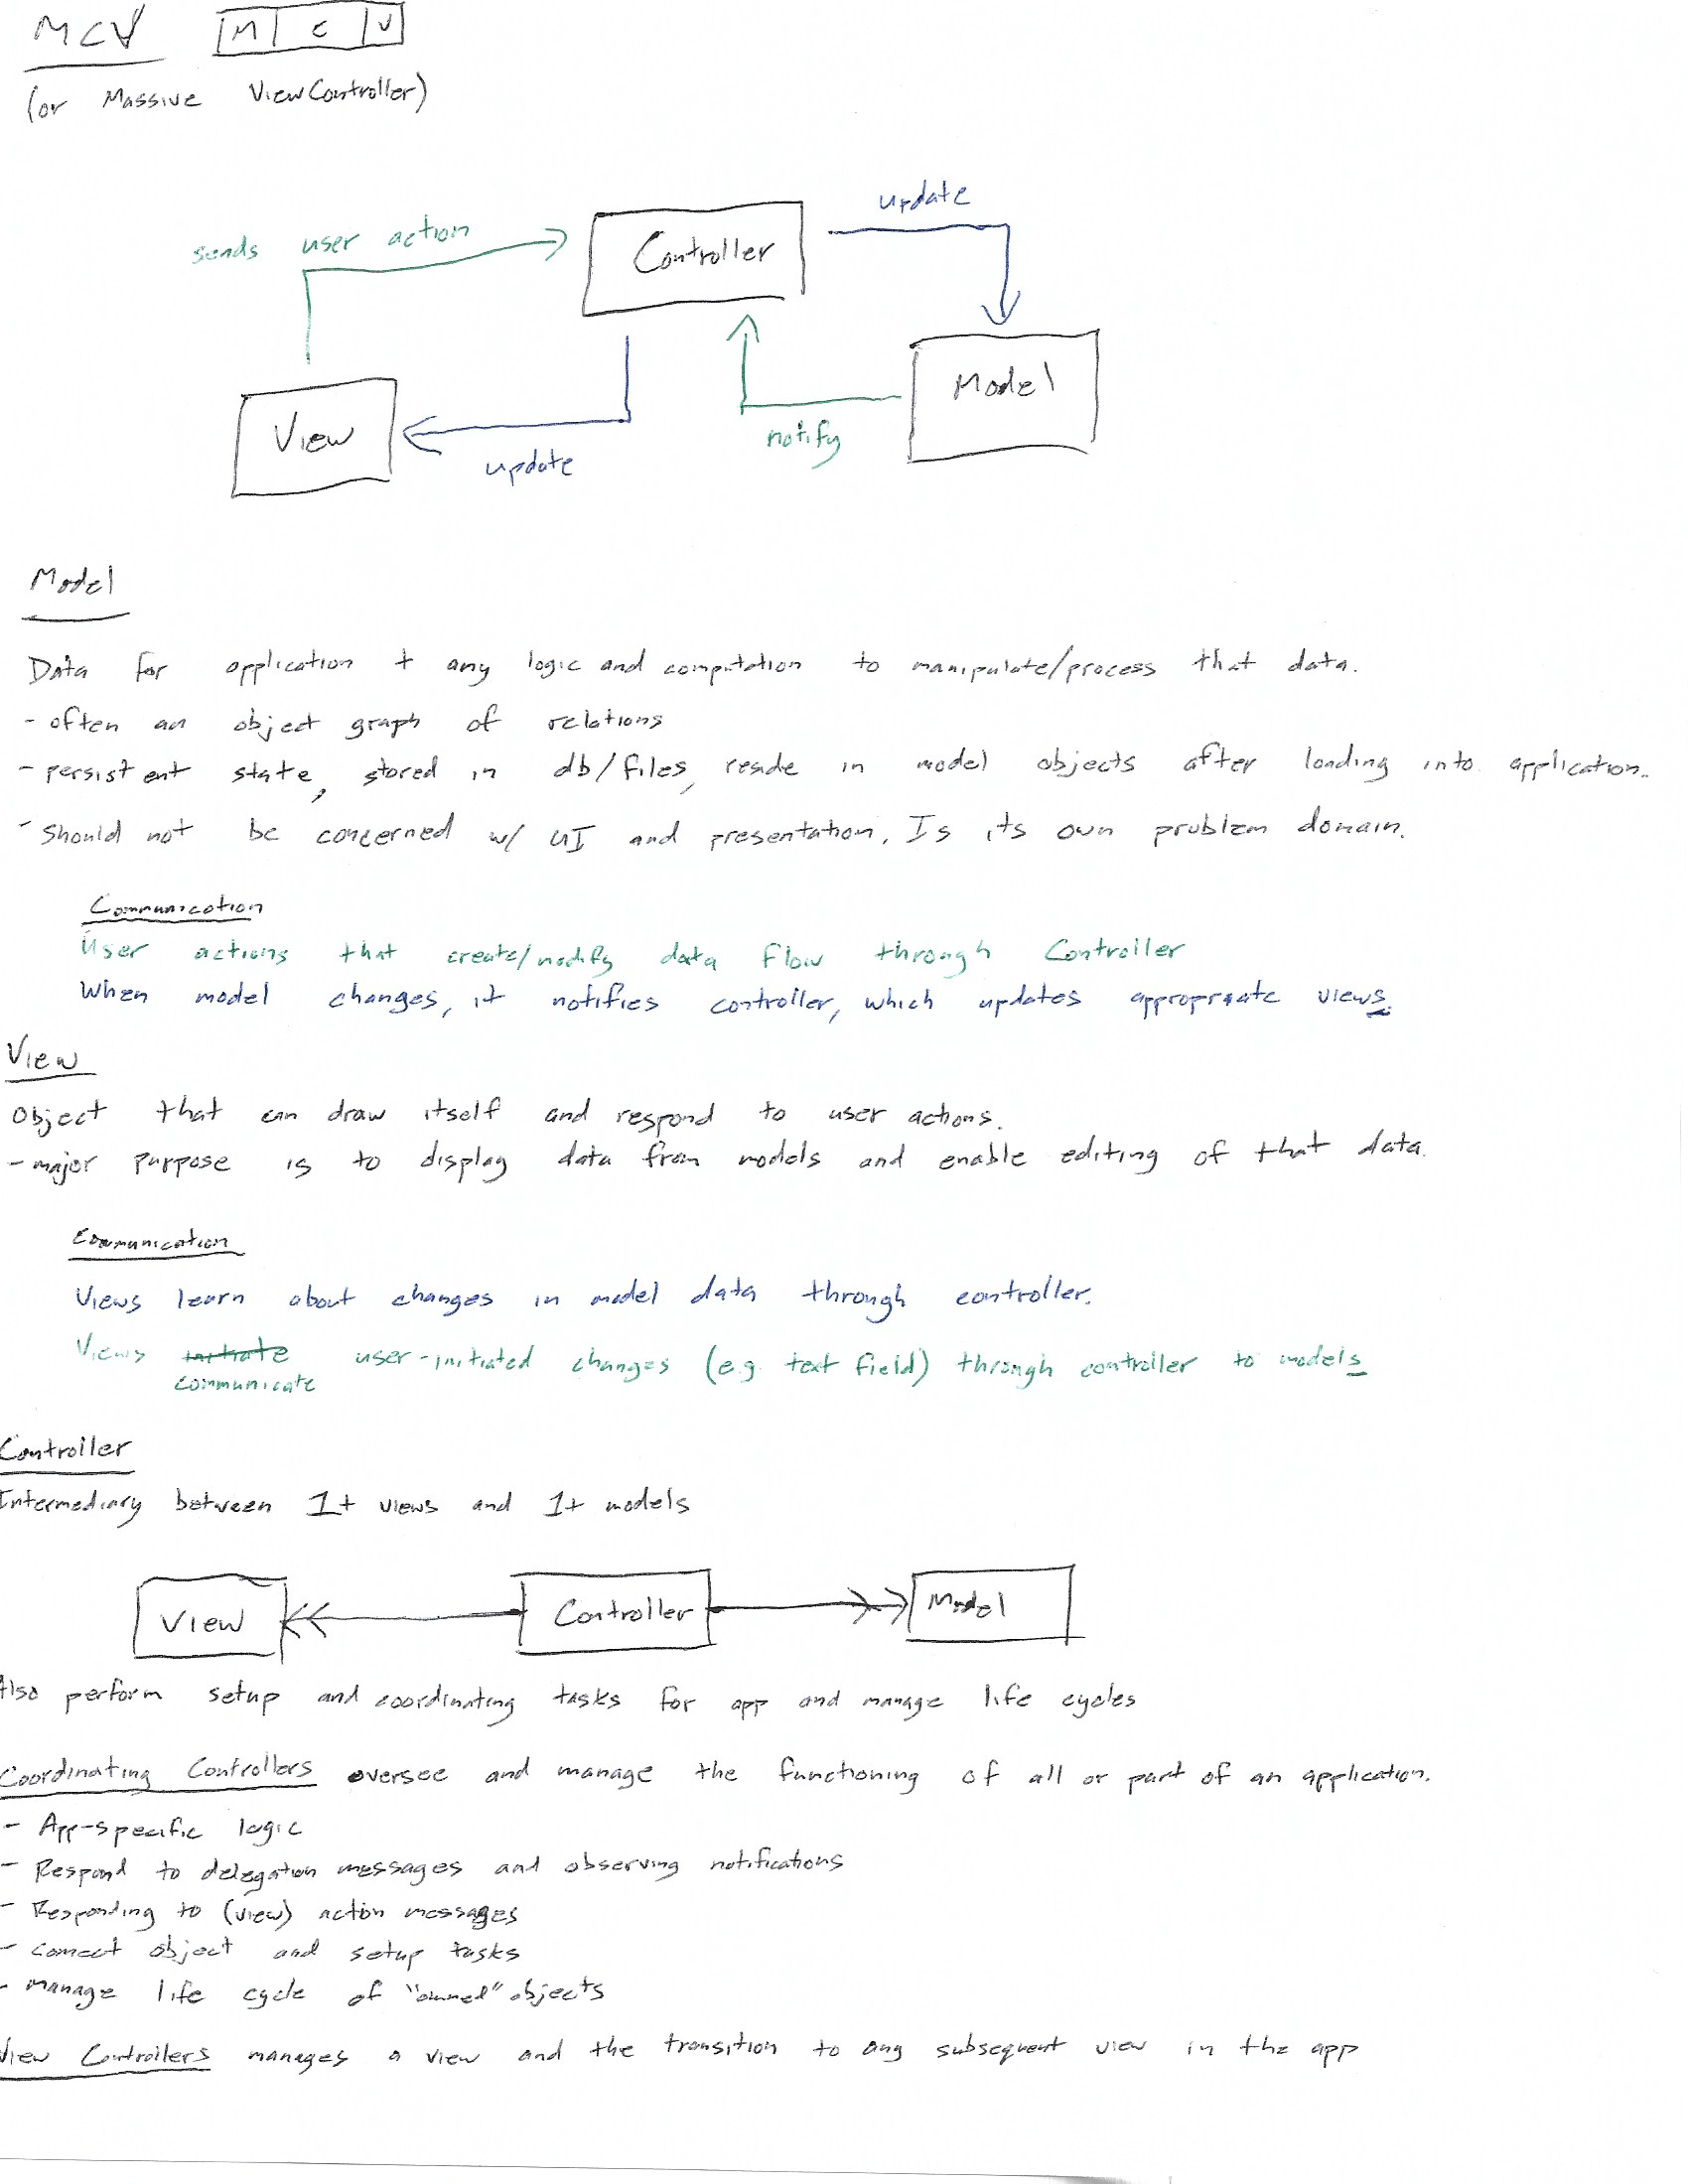 MCV
M C V
(or Massive ViewController)
update
sends user action
Controller
Model
View
notify
update
Model
Data for application + any logic and computation to manipulate/process that data.
- often an object graph of relations
- persistent state, stored in db/files, reside in model objects after loading into application.
- Should not be concerned w/ UI and presentation. Is its own problem domain.
Communication
User actions that create/modify data flow through Controller
When model changes, it notifies controller, which updates appropriate views.
View
Object that can draw itself and respond to user actions.
- major purpose is to display data from models and enable editing of that data.
Communication
Views learn about changes in model data through controller.
Views initiate user-initiated changes (e.g. text field) through controller to models
communicate
Controller
Intermediary between 1+ views and 1+ models
View Controller Model
Also perform setup and coordinating tasks for app and manage life cycles
Coordinating Controllers oversee and manage the functioning of all or part of an application.
- App-specific logic
- Respond to delegation messages and observing notifications
- Responding to (view) action messages
- connect object and setup tasks
- manage life cycle of "owned" objects
View Controllers manages a view and the transition to any subsequent view in the app